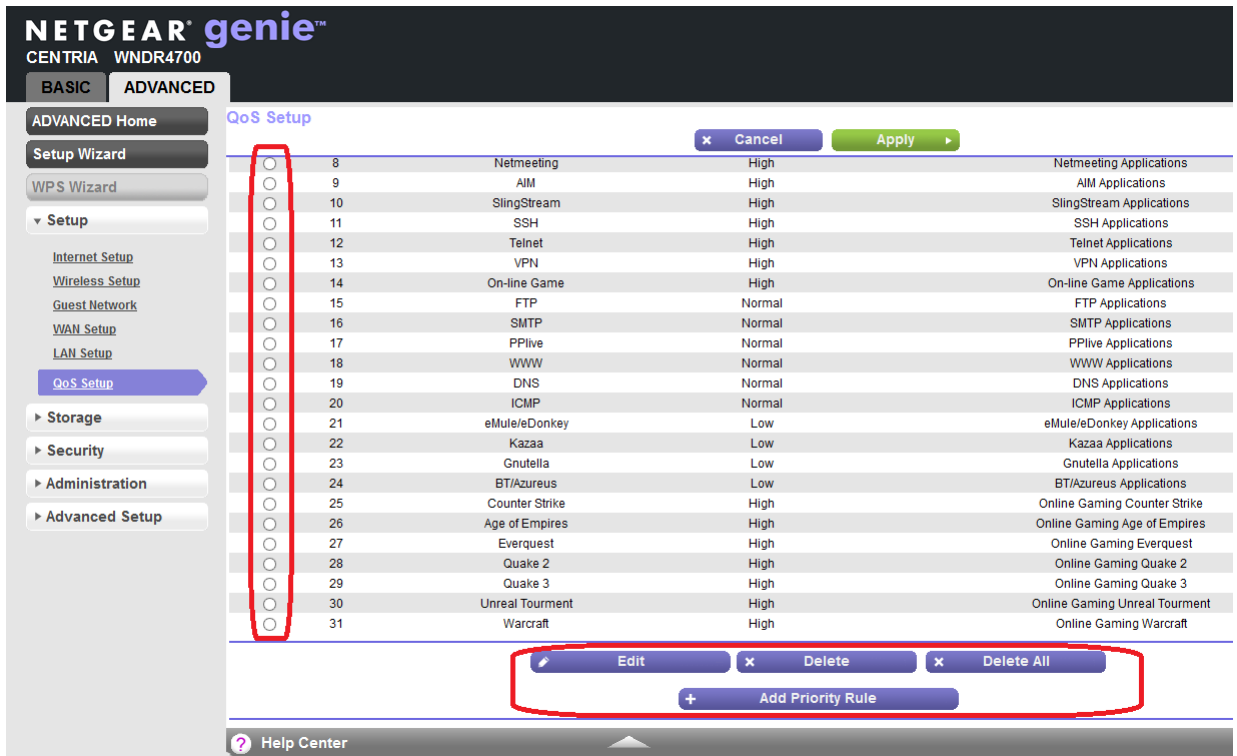 NETGEAR® genie™
CENTRIA WNDR4700
BASIC ADVANCED
ADVANCED Home
Setup Wizard
WPS Wizard
Setup
Internet Setup
Wireless Setup
Guest Network
WAN Setup
LAN Setup
QoS Setup
Storage
Security
Administration
Advanced Setup
QoS Setup
x Cancel Apply
8 Netmeeting High Netmeeting Applications
9 AIM High AIM Applications
10 SlingStream High SlingStream Applications
11 SSH High SSH Applications
12 Telnet High Telnet Applications
13 VPN High VPN Applications
14 On-line Game High On-line Game Applications
15 FTP Normal FTP Applications
16 SMTP Normal SMTP Applications
17 PPlive Normal PPlive Applications
18 WWW Normal WWW Applications
19 DNS Normal DNS Applications
20 ICMP Normal ICMP Applications
21 eMule/eDonkey Low eMule/eDonkey Applications
22 Kazaa Low Kazaa Applications
23 Gnutella Low Gnutella Applications
24 BT/Azureus Low BT/Azureus Applications
25 Counter Strike High Online Gaming Counter Strike
26 Age of Empires High Online Gaming Age of Empires
27 Everquest High Online Gaming Everquest
28 Quake 2 High Online Gaming Quake 2
29 Quake 3 High Online Gaming Quake 3
30 Unreal Tourment High Online Gaming Unreal Tourment
31 Warcraft High Online Gaming Warcraft
Edit x Delete x Delete All
+ Add Priority Rule
? Help Center